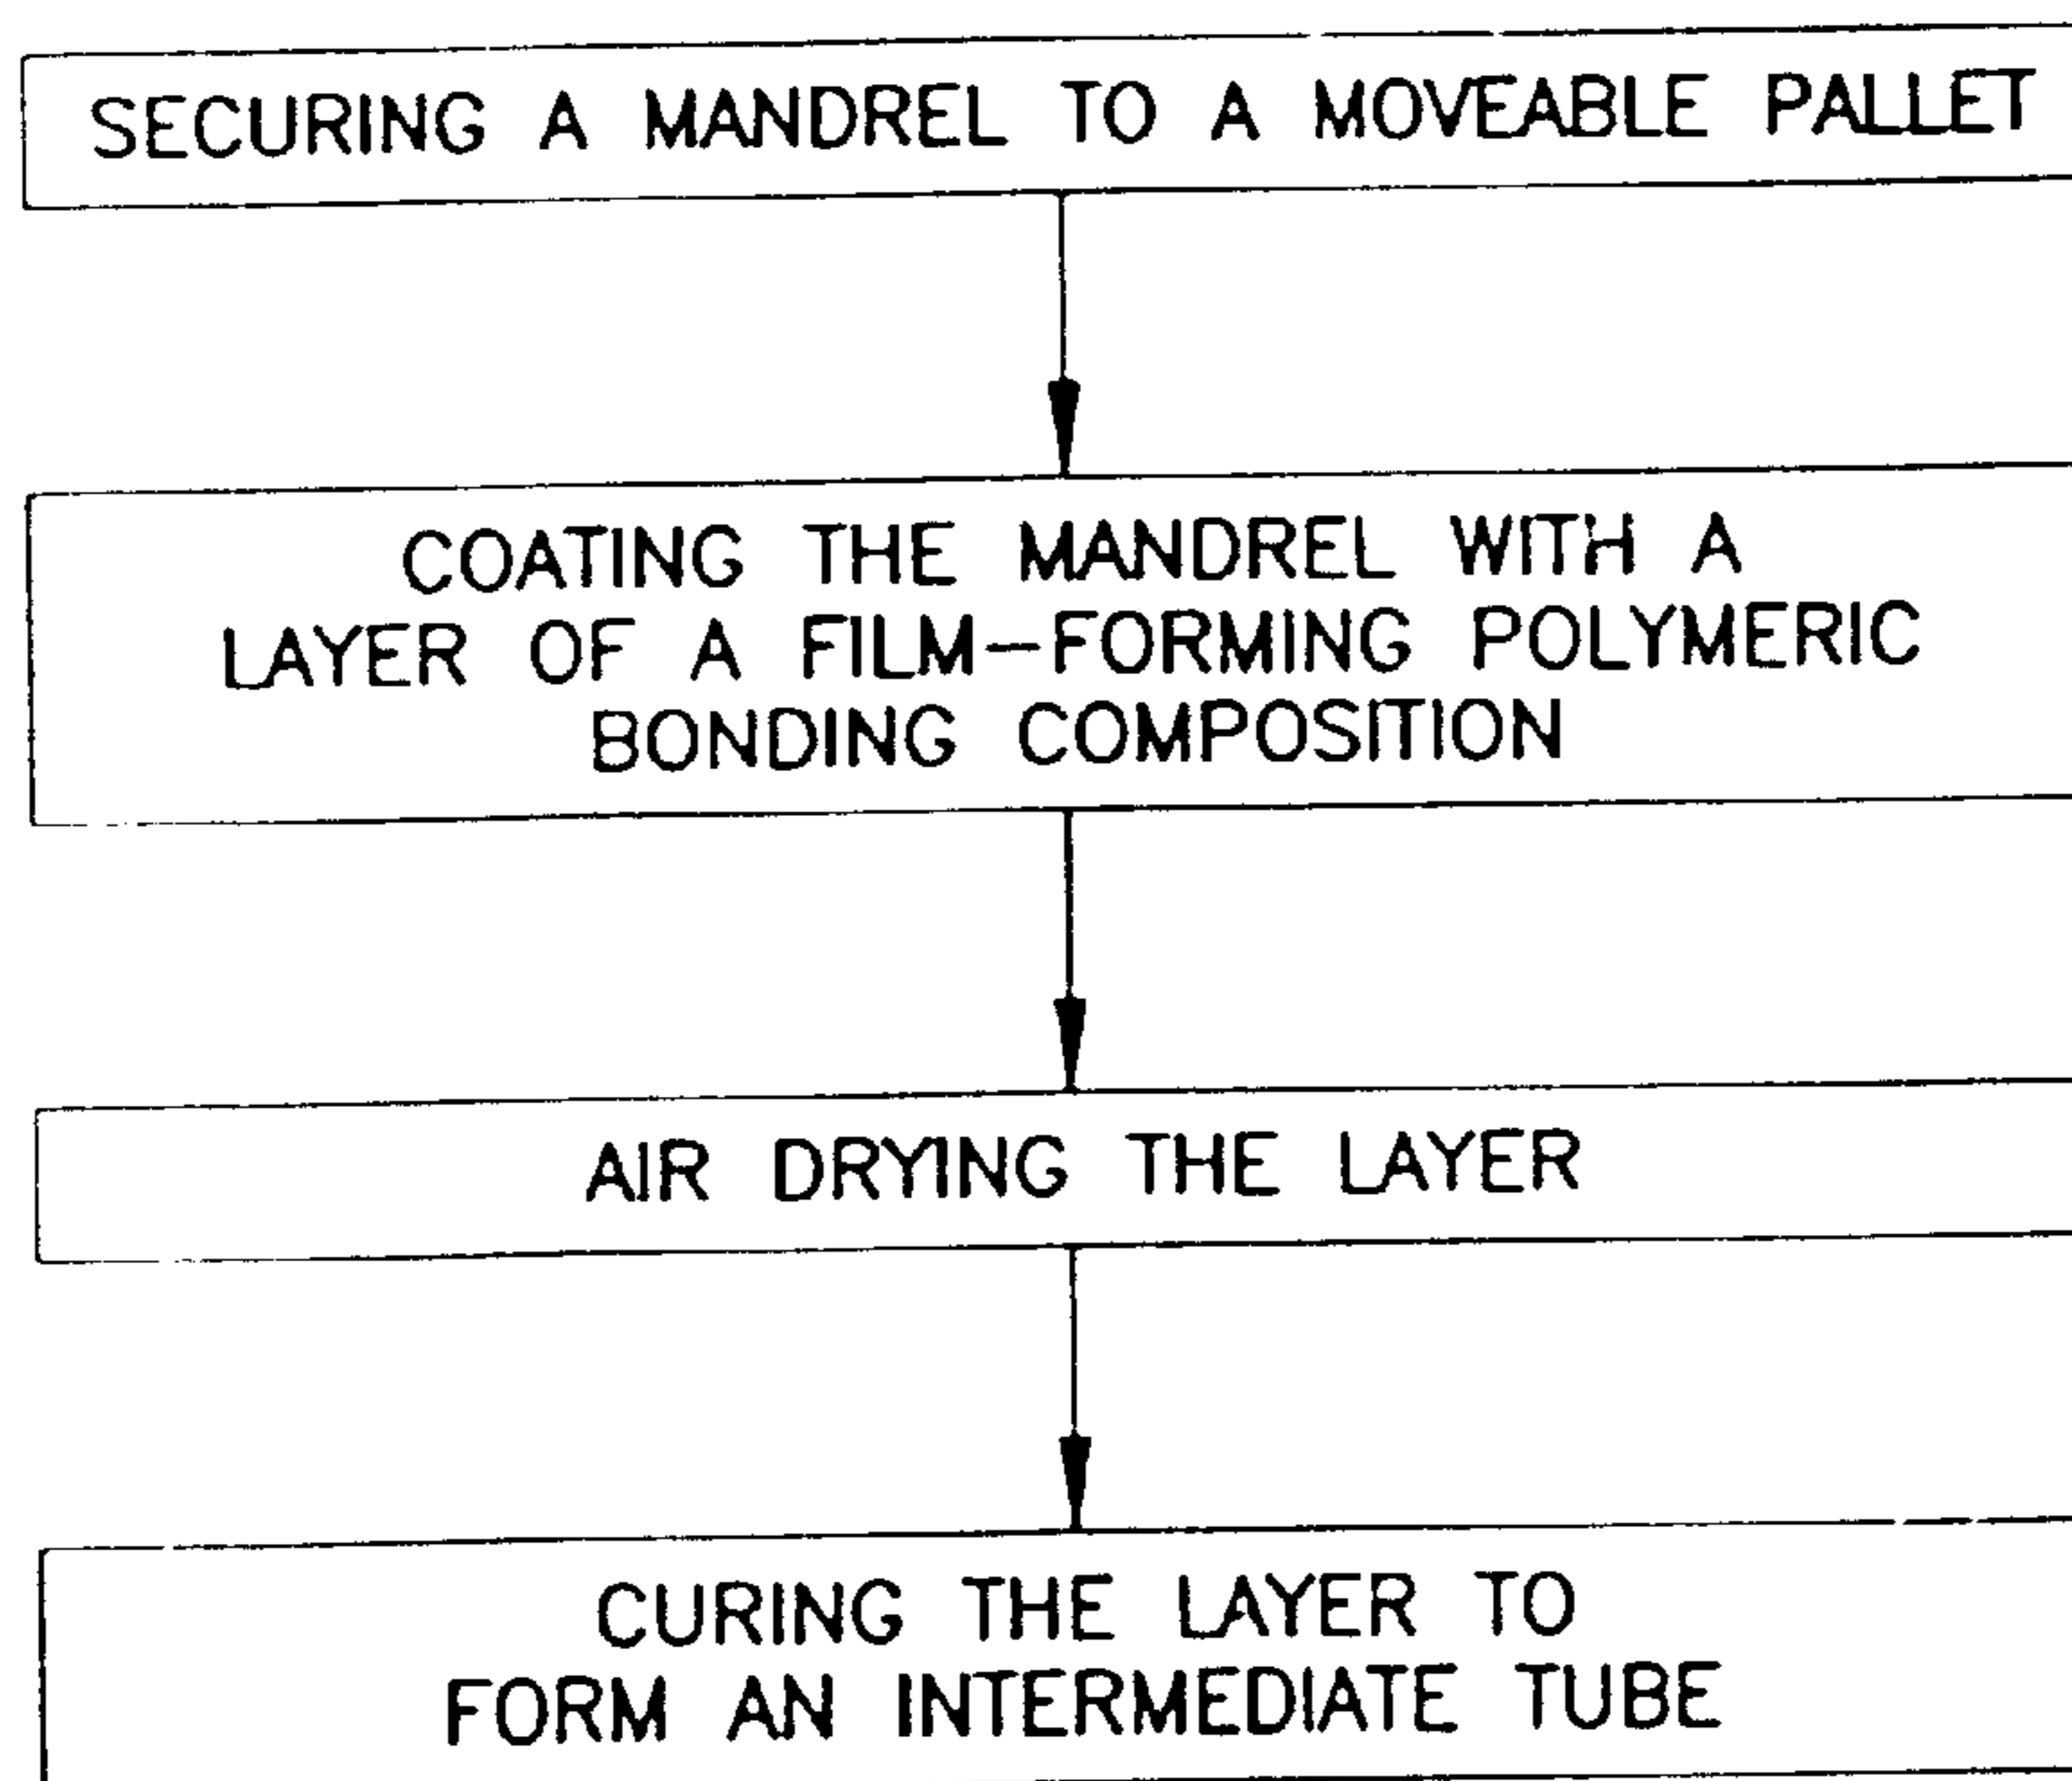 SECURING A MANDREL TO A MOVEABLE PALLET
COATING THE MANDREL WITH A
LAYER OF A FILM-FORMING POLYMERIC
BONDING COMPOSITION
AIR DRYING THE LAYER
CURING THE LAYER TO
FORM AN INTERMEDIATE TUBE